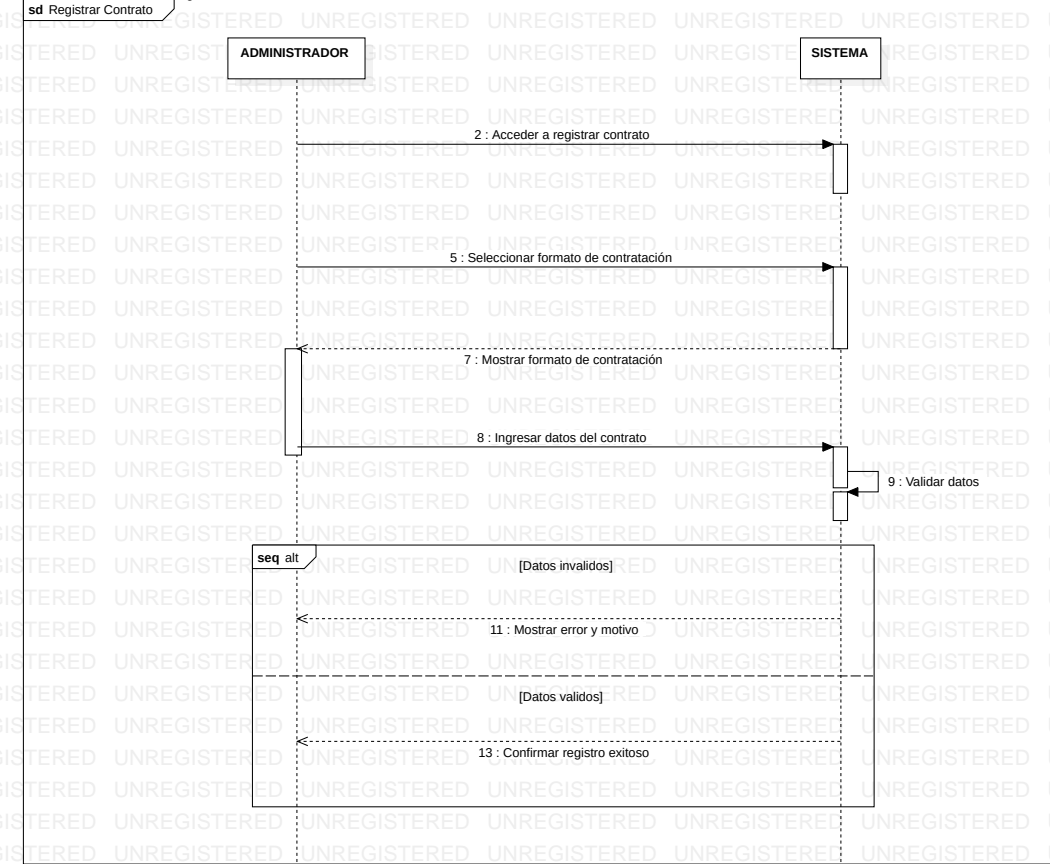 sd Registrar Contrato
ADMINISTRADOR
SISTEMA
2 : Acceder a registrar contrato
5 : Seleccionar formato de contratación
7 : Mostrar formato de contratación
8 : Ingresar datos del contrato
9 : Validar datos
seq alt
[Datos invalidos]
11 : Mostrar error y motivo
[Datos validos]
13 : Confirmar registro exitoso
UNREGISTERED